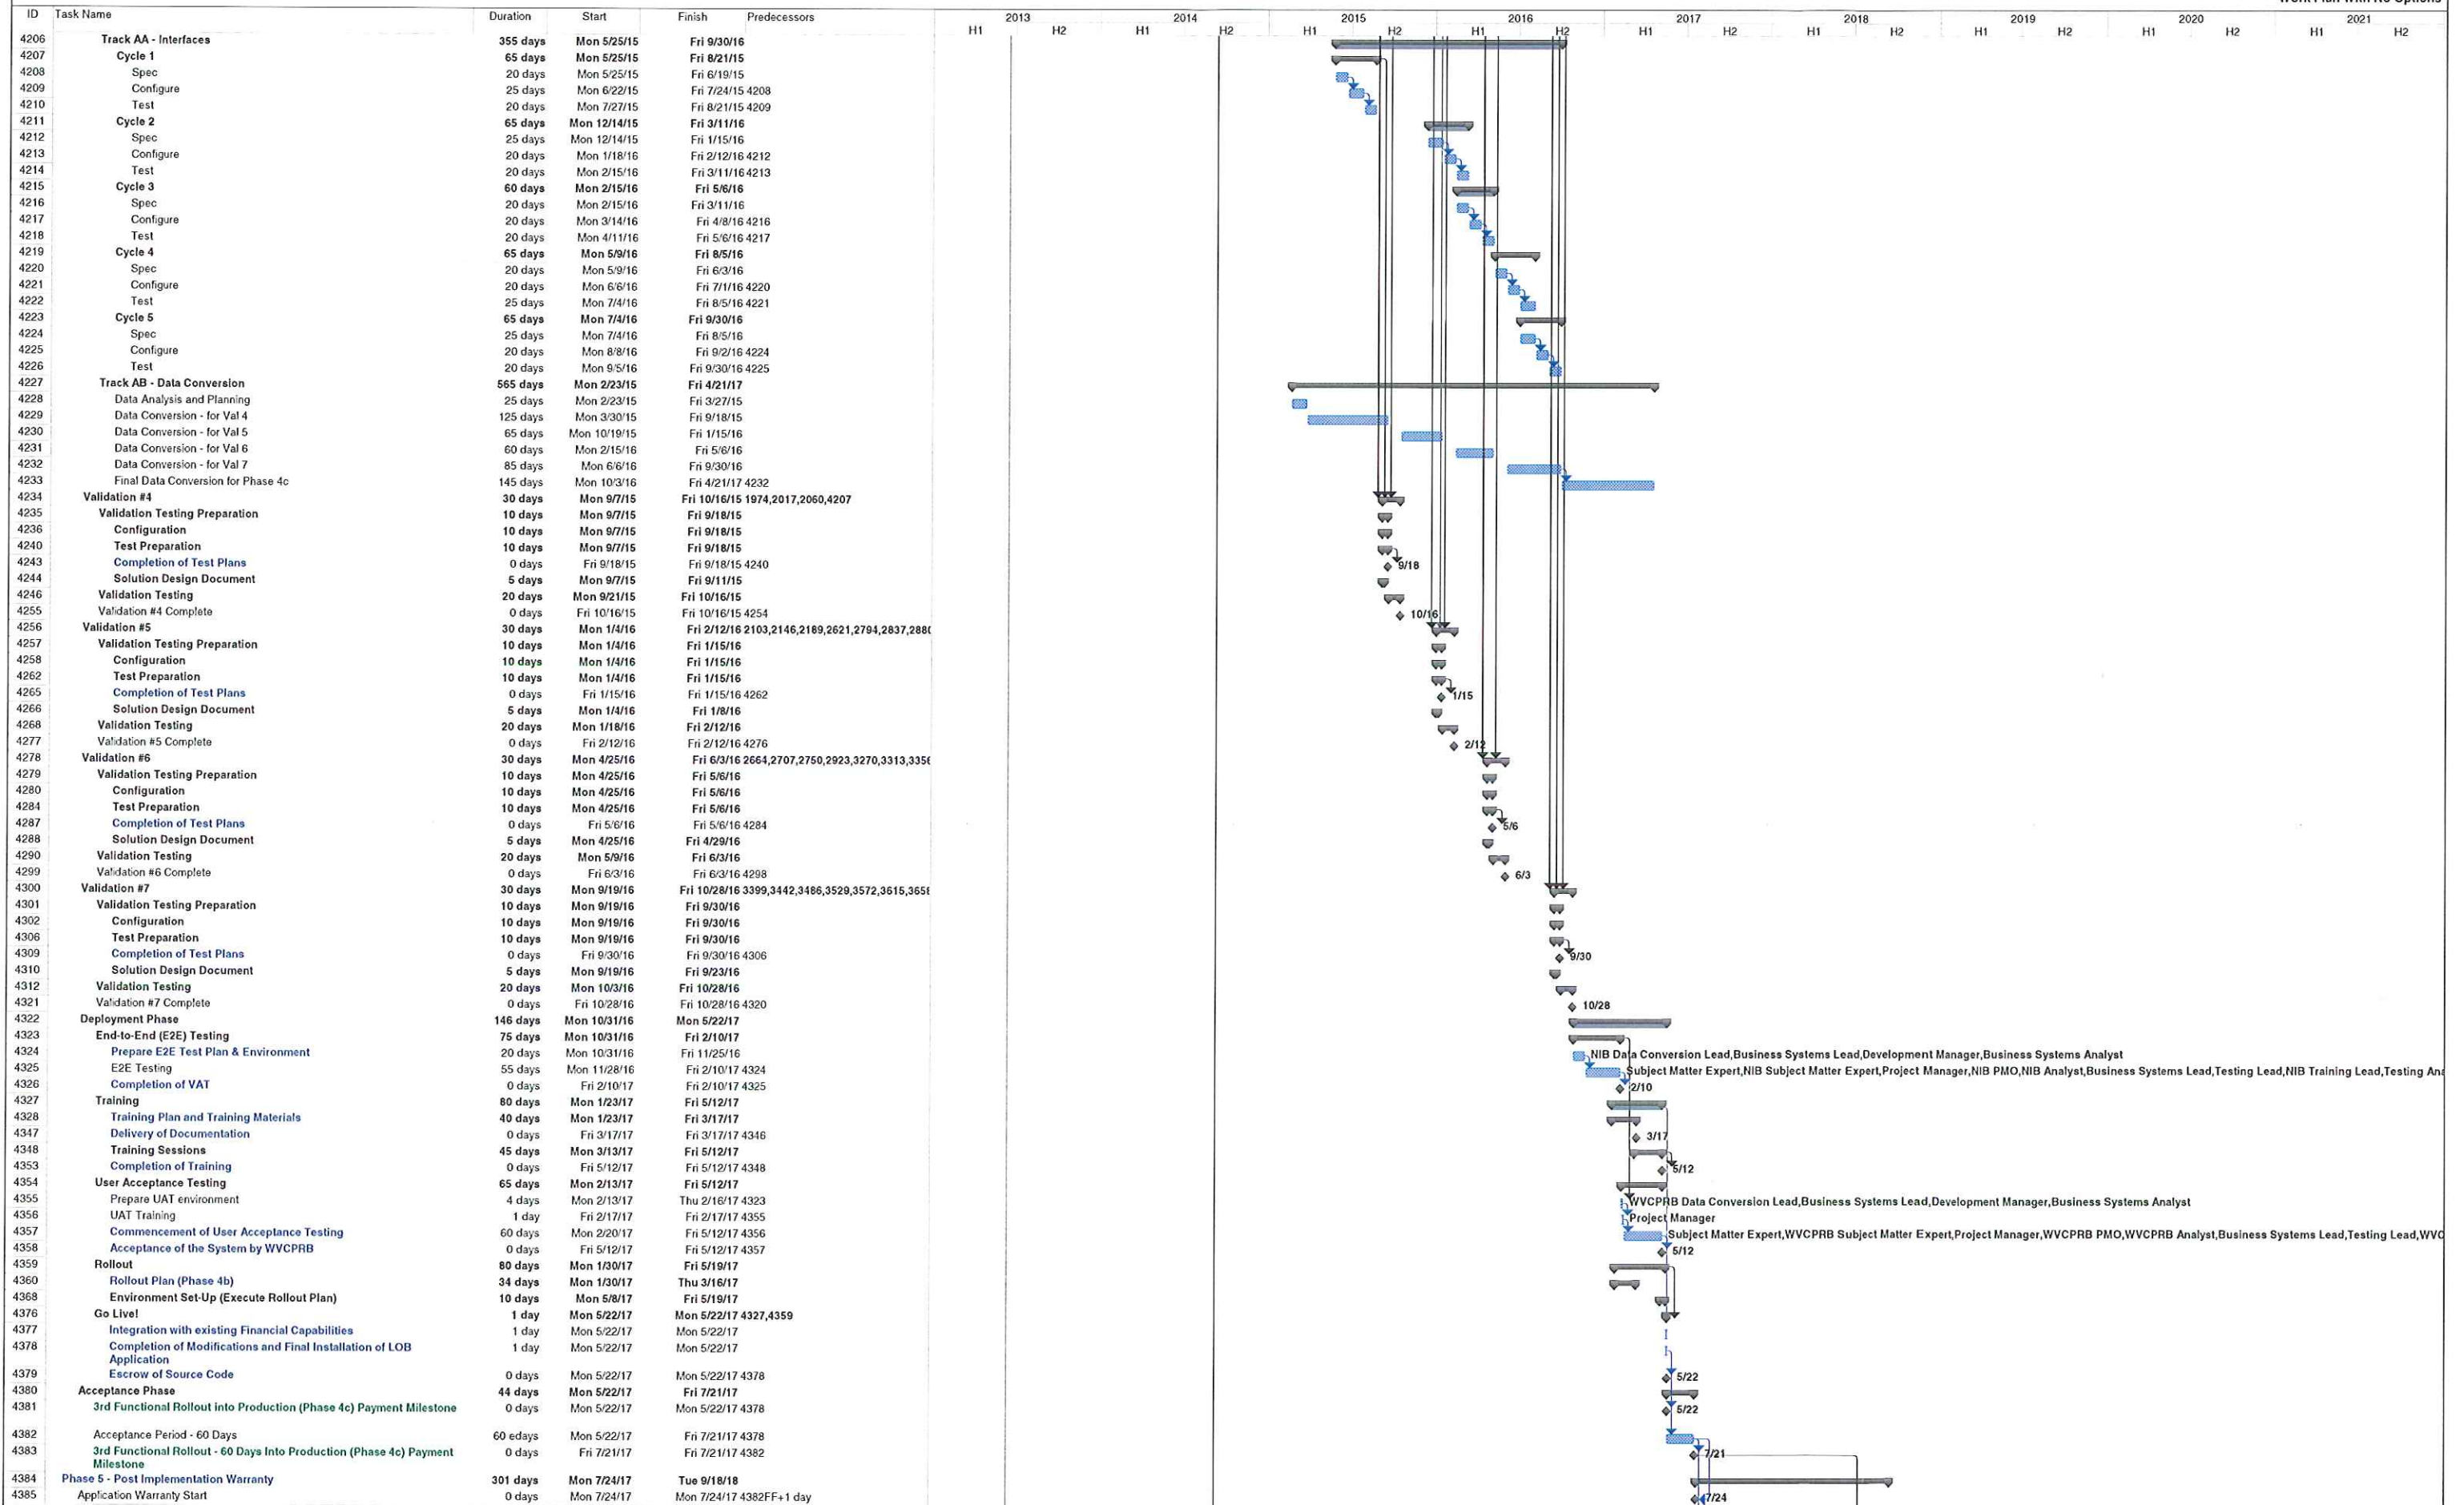 Work Plan With No Options
ID Task Name Duration Start Finish Predecessors 2013 2014 2015 2016 2017 2018 2019 2020 2021
H1 H2 H1 H2 H1 H2 H1 H2 H1 H2 H1 H2 H1 H2 H1 H2 H1 H2
4206 Track AA - Interfaces 355 days Mon 5/25/15 Fri 9/30/16
4207 Cycle 1 65 days Mon 5/25/15 Fri 8/21/15
4208 Spec 20 days Mon 5/25/15 Fri 6/19/15
4209 Configure 25 days Mon 6/22/15 Fri 7/24/15 4208
4210 Test 20 days Mon 7/27/15 Fri 8/21/15 4209
4211 Cycle 2 65 days Mon 12/14/15 Fri 3/11/16
4212 Spec 25 days Mon 12/14/15 Fri 1/15/16
4213 Configure 20 days Mon 1/18/16 Fri 2/12/16 4212
4214 Test 20 days Mon 2/15/16 Fri 3/11/16 4213
4215 Cycle 3 60 days Mon 2/15/16 Fri 5/6/16
4216 Spec 20 days Mon 2/15/16 Fri 3/11/16
4217 Configure 20 days Mon 3/14/16 Fri 4/8/16 4216
4218 Test 20 days Mon 4/11/16 Fri 5/6/16 4217
4219 Cycle 4 65 days Mon 5/9/16 Fri 8/5/16
4220 Spec 20 days Mon 5/9/16 Fri 6/3/16
4221 Configure 20 days Mon 6/6/16 Fri 7/1/16 4220
4222 Test 25 days Mon 7/4/16 Fri 8/5/16 4221
4223 Cycle 5 65 days Mon 7/4/16 Fri 9/30/16
4224 Spec 25 days Mon 7/4/16 Fri 8/5/16
4225 Configure 20 days Mon 8/8/16 Fri 9/2/16 4224
4226 Test 20 days Mon 9/5/16 Fri 9/30/16 4225
4227 Track AB - Data Conversion 565 days Mon 2/23/15 Fri 4/21/17
4228 Data Analysis and Planning 25 days Mon 2/23/15 Fri 3/27/15
4229 Data Conversion - for Val 4 125 days Mon 3/30/15 Fri 9/18/15
4230 Data Conversion - for Val 5 65 days Mon 10/19/15 Fri 1/15/16
4231 Data Conversion - for Val 6 60 days Mon 2/15/16 Fri 5/6/16
4232 Data Conversion - for Val 7 85 days Mon 6/6/16 Fri 9/30/16
4233 Final Data Conversion for Phase 4c 145 days Mon 10/3/16 Fri 4/21/17 4232
4234 Validation #4 30 days Mon 9/7/15 Fri 10/16/15 1974,2017,2060,4207
4235 Validation Testing Preparation 10 days Mon 9/7/15 Fri 9/18/15
4236 Configuration 10 days Mon 9/7/15 Fri 9/18/15
4240 Test Preparation 10 days Mon 9/7/15 Fri 9/18/15
4243 Completion of Test Plans 0 days Fri 9/18/15 Fri 9/18/15 4240 9/18
4244 Solution Design Document 5 days Mon 9/7/15 Fri 9/11/15
4246 Validation Testing 20 days Mon 9/21/15 Fri 10/16/15
4255 Validation #4 Complete 0 days Fri 10/16/15 Fri 10/16/15 4254 10/16
4256 Validation #5 30 days Mon 1/4/16 Fri 2/12/16 2103,2146,2189,2621,2794,2837,2880
4257 Validation Testing Preparation 10 days Mon 1/4/16 Fri 1/15/16
4258 Configuration 10 days Mon 1/4/16 Fri 1/15/16
4262 Test Preparation 10 days Mon 1/4/16 Fri 1/15/16
4265 Completion of Test Plans 0 days Fri 1/15/16 Fri 1/15/16 4262 1/15
4266 Solution Design Document 5 days Mon 1/4/16 Fri 1/8/16
4268 Validation Testing 20 days Mon 1/18/16 Fri 2/12/16
4277 Validation #5 Complete 0 days Fri 2/12/16 Fri 2/12/16 4276 2/12
4278 Validation #6 30 days Mon 4/25/16 Fri 6/3/16 2664,2707,2750,2923,3270,3313,3356
4279 Validation Testing Preparation 10 days Mon 4/25/16 Fri 5/6/16
4280 Configuration 10 days Mon 4/25/16 Fri 5/6/16
4284 Test Preparation 10 days Mon 4/25/16 Fri 5/6/16
4287 Completion of Test Plans 0 days Fri 5/6/16 Fri 5/6/16 4284 5/6
4288 Solution Design Document 5 days Mon 4/25/16 Fri 4/29/16
4290 Validation Testing 20 days Mon 5/9/16 Fri 6/3/16
4299 Validation #6 Complete 0 days Fri 6/3/16 Fri 6/3/16 4298 6/3
4300 Validation #7 30 days Mon 9/19/16 Fri 10/28/16 3399,3442,3486,3529,3572,3615,3658
4301 Validation Testing Preparation 10 days Mon 9/19/16 Fri 9/30/16
4302 Configuration 10 days Mon 9/19/16 Fri 9/30/16
4306 Test Preparation 10 days Mon 9/19/16 Fri 9/30/16
4309 Completion of Test Plans 0 days Fri 9/30/16 Fri 9/30/16 4306 9/30
4310 Solution Design Document 5 days Mon 9/19/16 Fri 9/23/16
4312 Validation Testing 20 days Mon 10/3/16 Fri 10/28/16
4321 Validation #7 Complete 0 days Fri 10/28/16 Fri 10/28/16 4320 10/28
4322 Deployment Phase 146 days Mon 10/31/16 Mon 5/22/17
4323 End-to-End (E2E) Testing 75 days Mon 10/31/16 Fri 2/10/17
4324 Prepare E2E Test Plan & Environment 20 days Mon 10/31/16 Fri 11/25/16 NIB Data Conversion Lead,Business Systems Lead,Development Manager,Business Systems Analyst
4325 E2E Testing 55 days Mon 11/28/16 Fri 2/10/17 4324 Subject Matter Expert,NIB Subject Matter Expert,Project Manager,NIB PMO,NIB Analyst,Business Systems Lead,Testing Lead,NIB Training Lead,Testing Ana
4326 Completion of VAT 0 days Fri 2/10/17 Fri 2/10/17 4325 2/10
4327 Training 80 days Mon 1/23/17 Fri 5/12/17
4328 Training Plan and Training Materials 40 days Mon 1/23/17 Fri 3/17/17
4347 Delivery of Documentation 0 days Fri 3/17/17 Fri 3/17/17 4346 3/17
4348 Training Sessions 45 days Mon 3/13/17 Fri 5/12/17
4353 Completion of Training 0 days Fri 5/12/17 Fri 5/12/17 4348 5/12
4354 User Acceptance Testing 65 days Mon 2/13/17 Fri 5/12/17
4355 Prepare UAT environment 4 days Mon 2/13/17 Thu 2/16/17 4323 WVCPRB Data Conversion Lead,Business Systems Lead,Development Manager,Business Systems Analyst
4356 UAT Training 1 day Fri 2/17/17 Fri 2/17/17 4355 Project Manager
4357 Commencement of User Acceptance Testing 60 days Mon 2/20/17 Fri 5/12/17 4356 Subject Matter Expert,WVCPRB Subject Matter Expert,Project Manager,WVCPRB PMO,WVCPRB Analyst,Business Systems Lead,Testing Lead,WVC
4358 Acceptance of the System by WVCPRB 0 days Fri 5/12/17 Fri 5/12/17 4357 5/12
4359 Rollout 80 days Mon 1/30/17 Fri 5/19/17
4360 Rollout Plan (Phase 4b) 34 days Mon 1/30/17 Thu 3/16/17
4368 Environment Set-Up (Execute Rollout Plan) 10 days Mon 5/8/17 Fri 5/19/17
4376 Go Live! 1 day Mon 5/22/17 Mon 5/22/17 4327,4359
4377 Integration with existing Financial Capabilities 1 day Mon 5/22/17 Mon 5/22/17
4378 Completion of Modifications and Final Installation of LOB 1 day Mon 5/22/17 Mon 5/22/17
Application
4379 Escrow of Source Code 0 days Mon 5/22/17 Mon 5/22/17 4378 5/22
4380 Acceptance Phase 44 days Mon 5/22/17 Fri 7/21/17
4381 3rd Functional Rollout into Production (Phase 4c) Payment Milestone 0 days Mon 5/22/17 Mon 5/22/17 4378 5/22
4382 Acceptance Period - 60 Days 60 edays Mon 5/22/17 Fri 7/21/17 4378
4383 3rd Functional Rollout - 60 Days Into Production (Phase 4c) Payment 0 days Fri 7/21/17 Fri 7/21/17 4382 7/21
Milestone
4384 Phase 5 - Post Implementation Warranty 301 days Mon 7/24/17 Tue 9/18/18
4385 Application Warranty Start 0 days Mon 7/24/17 Mon 7/24/17 4382FF+1 day 7/24